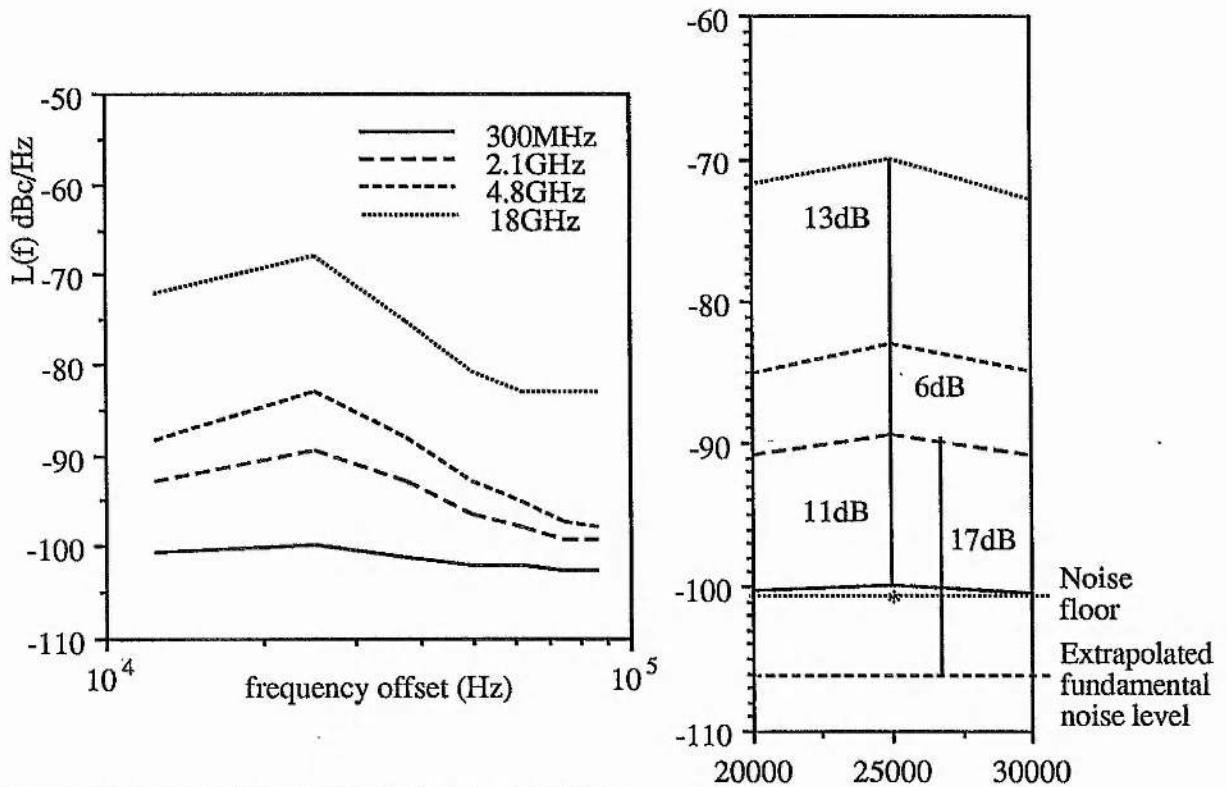 -50
-60
-70
-80
-90
-100
-110
L(f) dBc/Hz
300MHz
2.1GHz
4.8GHz
18GHz
10^4
10^5
frequency offset (Hz)
-60
-70
-80
-90
-100
-110
13dB
6dB
11dB
17dB
*
Noise
floor
Extrapolated
fundamental
noise level
20000
25000
30000